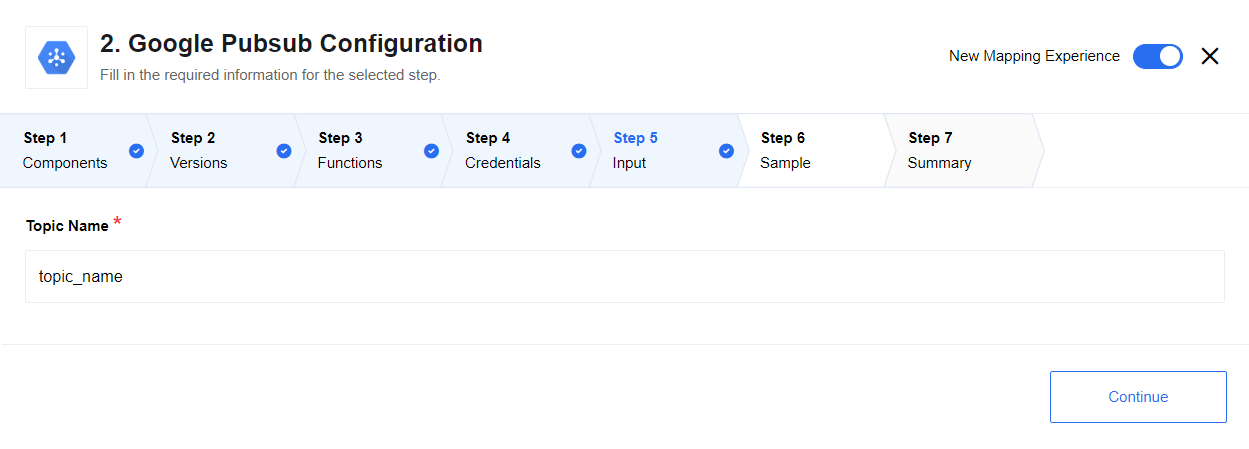 2. Google Pubsub Configuration
Fill in the required information for the selected step.
New Mapping Experience
Step 1
Components
Step 2
Versions
Step 3
Functions
Step 4
Credentials
Step 5
Input
Step 6
Sample
Step 7
Summary
Topic Name *
topic_name
Continue